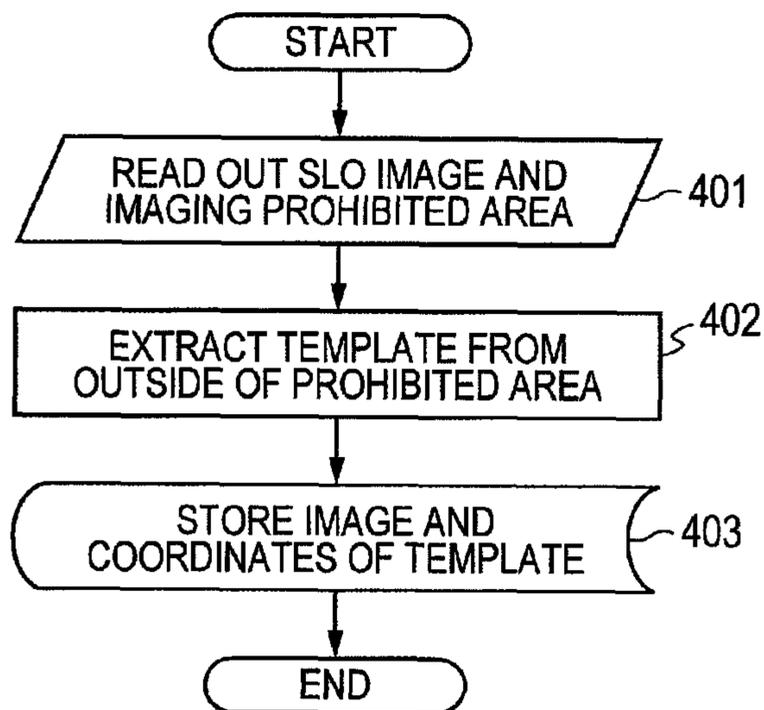 START
READ OUT SLO IMAGE AND
IMAGING PROHIBITED AREA
401
EXTRACT TEMPLATE FROM
OUTSIDE OF PROHIBITED AREA
402
STORE IMAGE AND
COORDINATES OF TEMPLATE
403
END